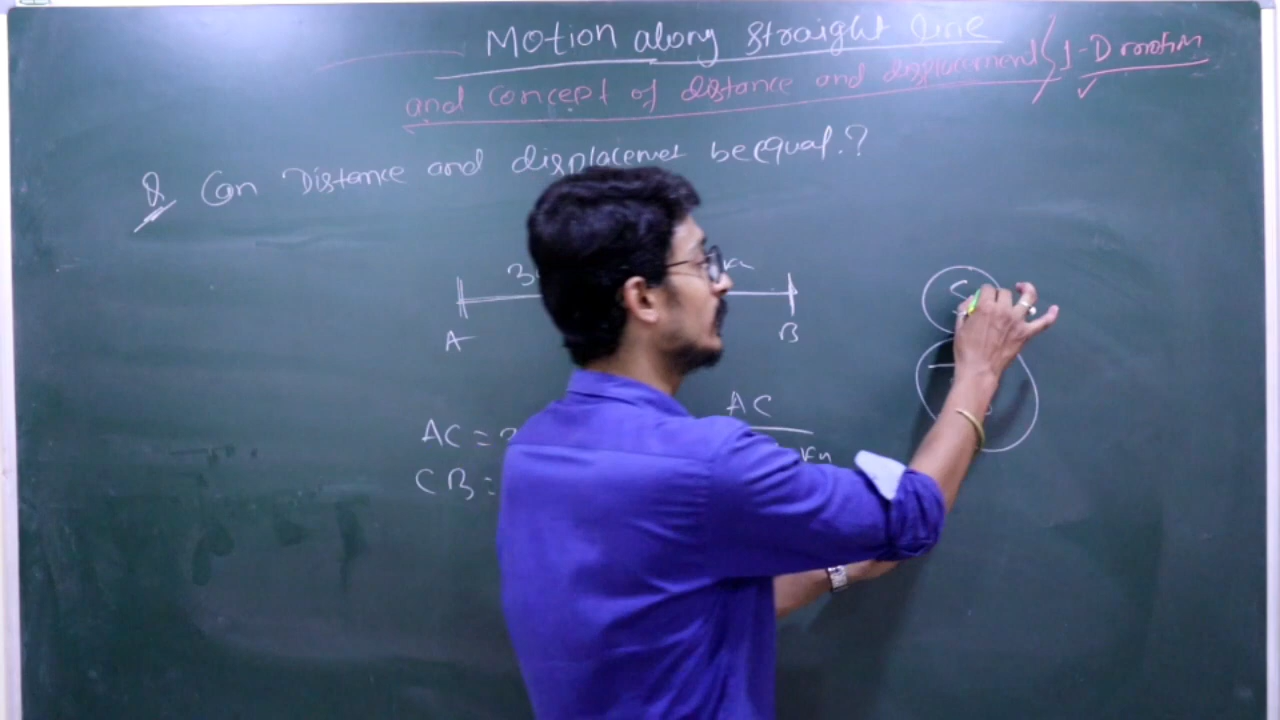 Motion along straight line
and concept of distance and displacement / 1-D motion
Q Can Distance and displacemet be equal.?
A B
AC
AC =
CB =